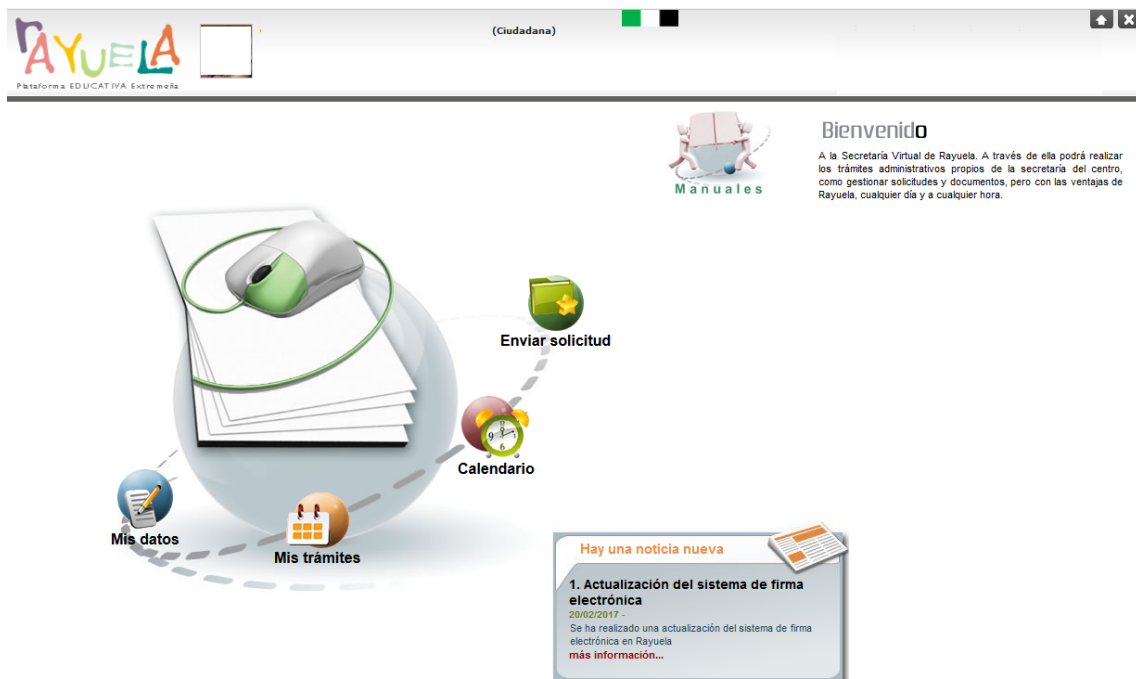 RAYUELA
Plataforma EDUCATIVA Extremeña
(Ciudadana)
Manuales
Bienvenido
A la Secretaría Virtual de Rayuela. A través de ella podrá realizar
los trámites administrativos propios de la secretaría del centro,
como gestionar solicitudes y documentos, pero con las ventajas de
Rayuela, cualquier día y a cualquier hora.
Enviar solicitud
Calendario
Mis datos
Mis trámites
Hay una noticia nueva
1. Actualización del sistema de firma
electrónica
20/02/2017 -
Se ha realizado una actualización del sistema de firma
electrónica en Rayuela
más información...